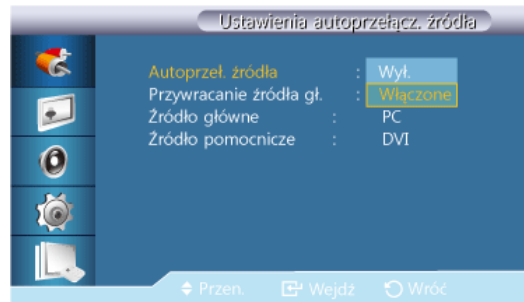 Ustawienia autoprzełącz. źródła
Autoprzeł. źródła : Wył.
Przywracanie źródła gł. : Włączone
Źródło główne : PC
Źródło pomocnicze : DVI
Przen. Wejdź Wróć